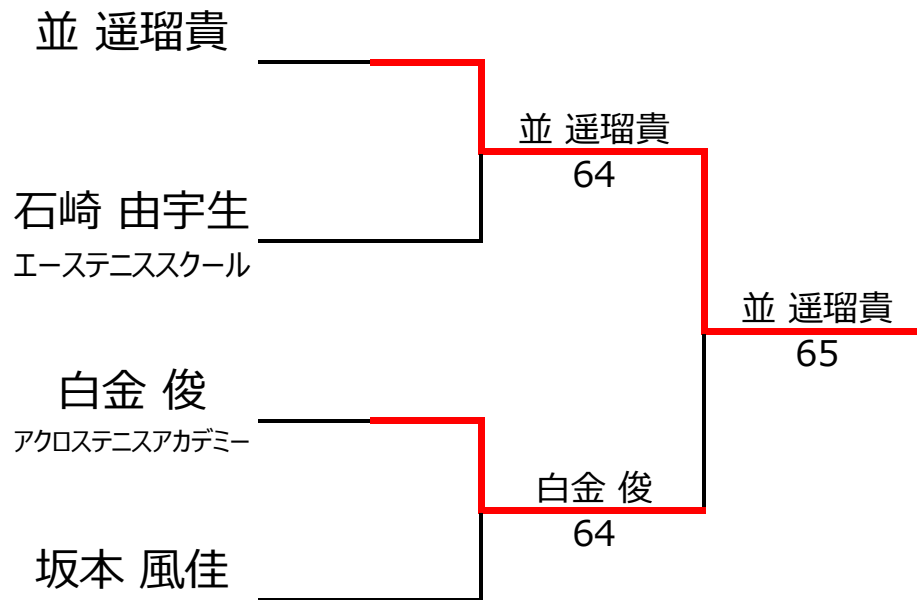 並 遥瑠貴
並 遥瑠貴
64
石崎 由宇生
エーステニススクール
並 遥瑠貴
65
白金 俊
アクロステニスアカデミー
白金 俊
64
坂本 風佳